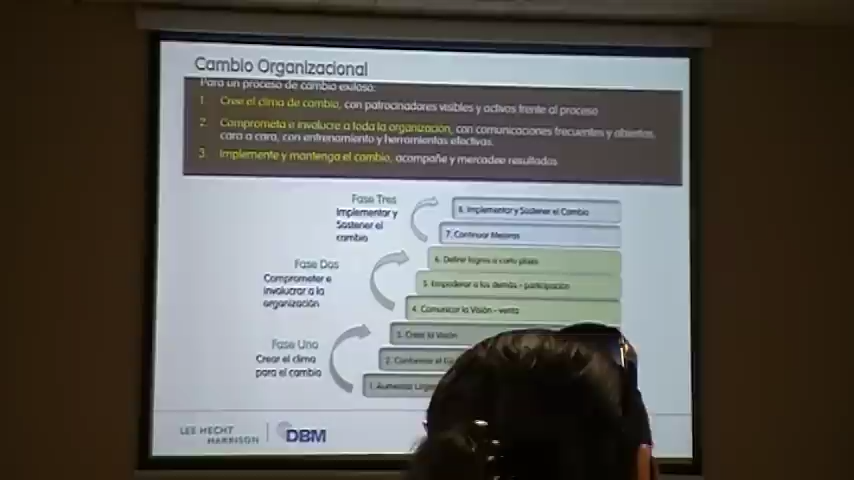 Cambio Organizacional
Para un proceso de cambio exitoso:
1. Cree el clima de cambio, con patrocinadores visibles y activos frente al proceso
2. Comprometa e involucre a toda la organización, con comunicaciones frecuentes y abiertas,
cara a cara, con entrenamiento y herramientas efectivas.
3. Implemente y mantenga el cambio, acompañe y mercadee resultados
Fase Tres
Implementar y
Sostener el
cambio
8. Implementar y Sostener el Cambio
7. Continuar Mejoras
Fase Dos
Comprometer e
involucrar a la
organización
6. Definir logros a corto plazo
5. Empoderar a los demás - participación
4. Comunicar la Visión - venta
Fase Uno
Crear el clima
para el cambio
3. Crear la Visión
2. Conformar el
1. Aumentar
LEE HECHT
HARRISON
DBM